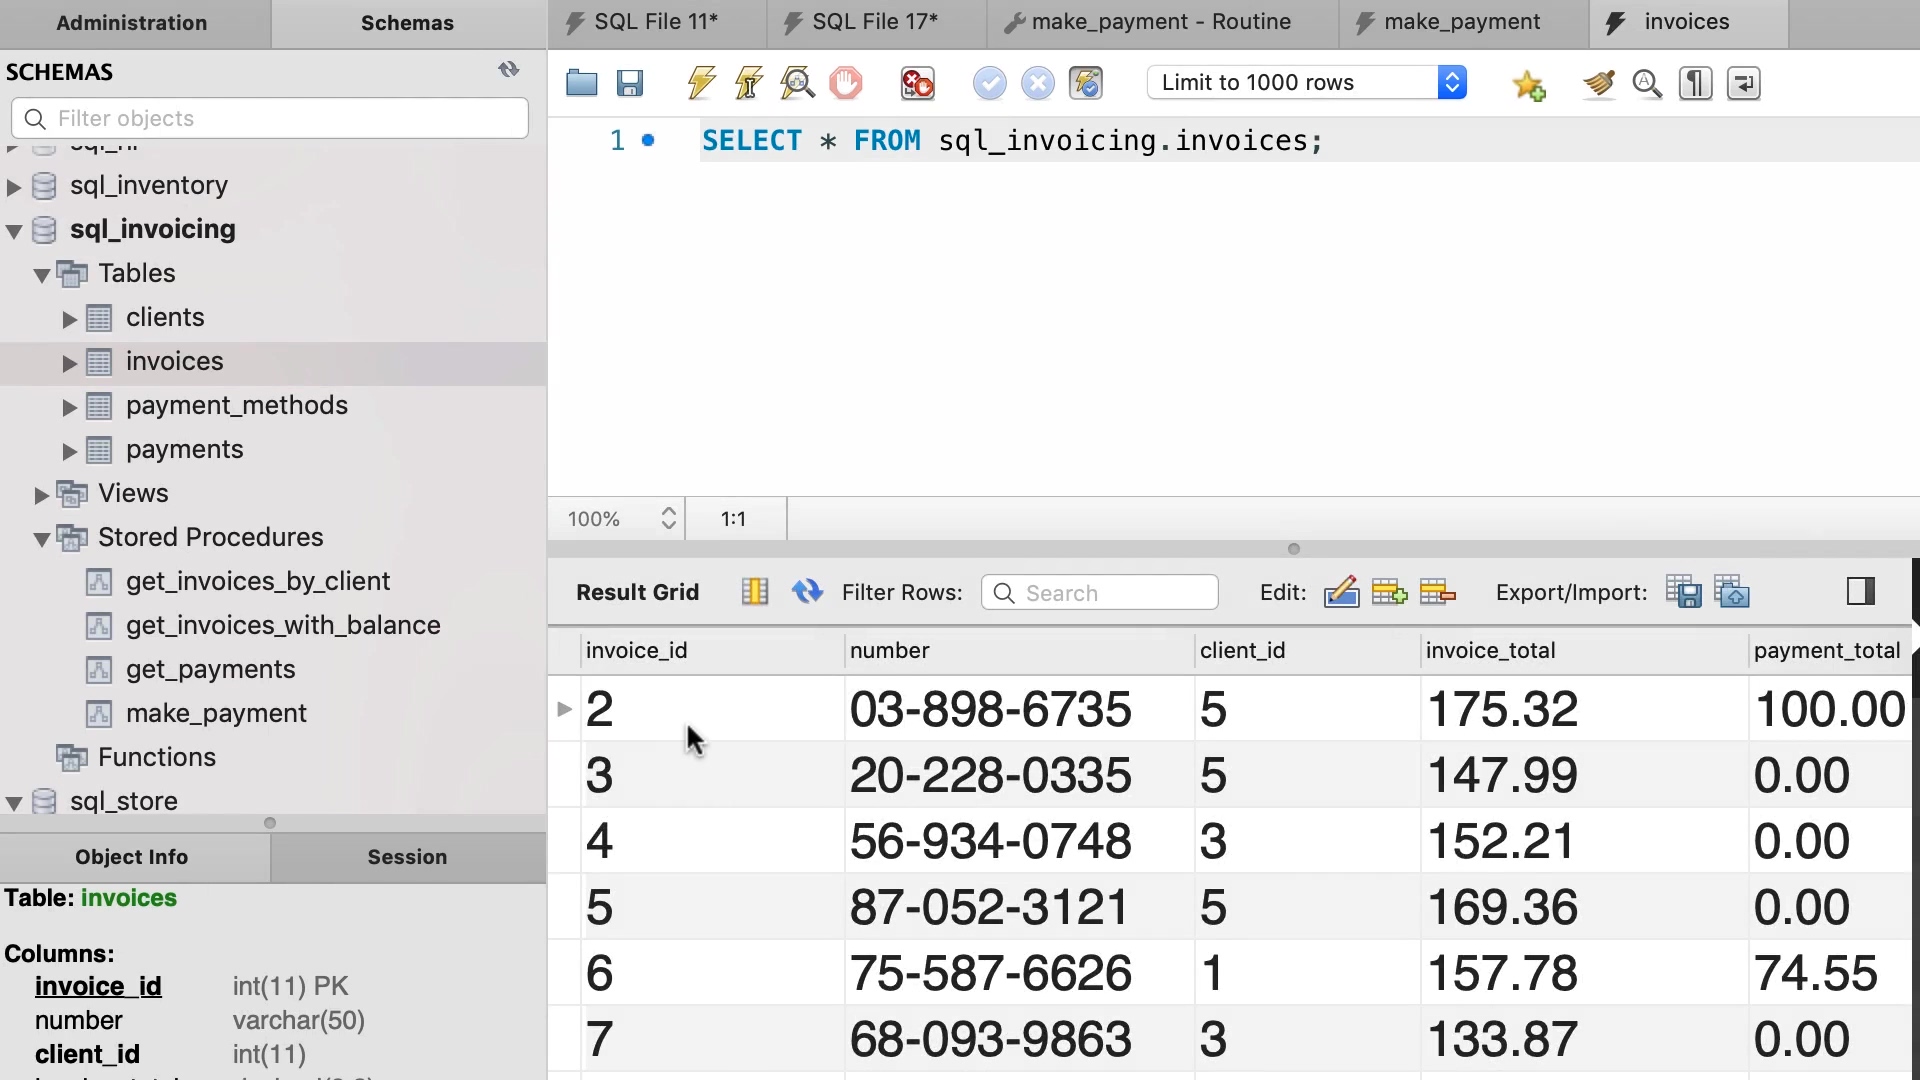 Administration
Schemas
SQL File 11*
SQL File 17*
make_payment - Routine
make_payment
invoices
SCHEMAS
Filter objects
Limit to 1000 rows
1
SELECT * FROM sql_invoicing.invoices;
sql_inventory
sql_invoicing
Tables
clients
invoices
payment_methods
payments
Views
Stored Procedures
get_invoices_by_client
get_invoices_with_balance
get_payments
make_payment
Functions
sql_store
100%
1:1
Result Grid
Filter Rows:
Search
Edit:
Export/Import:
invoice_id number client_id invoice_total payment_total
2 03-898-6735 5 175.32 100.00
3 20-228-0335 5 147.99 0.00
4 56-934-0748 3 152.21 0.00
5 87-052-3121 5 169.36 0.00
6 75-587-6626 1 157.78 74.55
7 68-093-9863 3 133.87 0.00
Object Info
Session
Table: invoices
Columns:
invoice_id int(11) PK
number varchar(50)
client_id int(11)